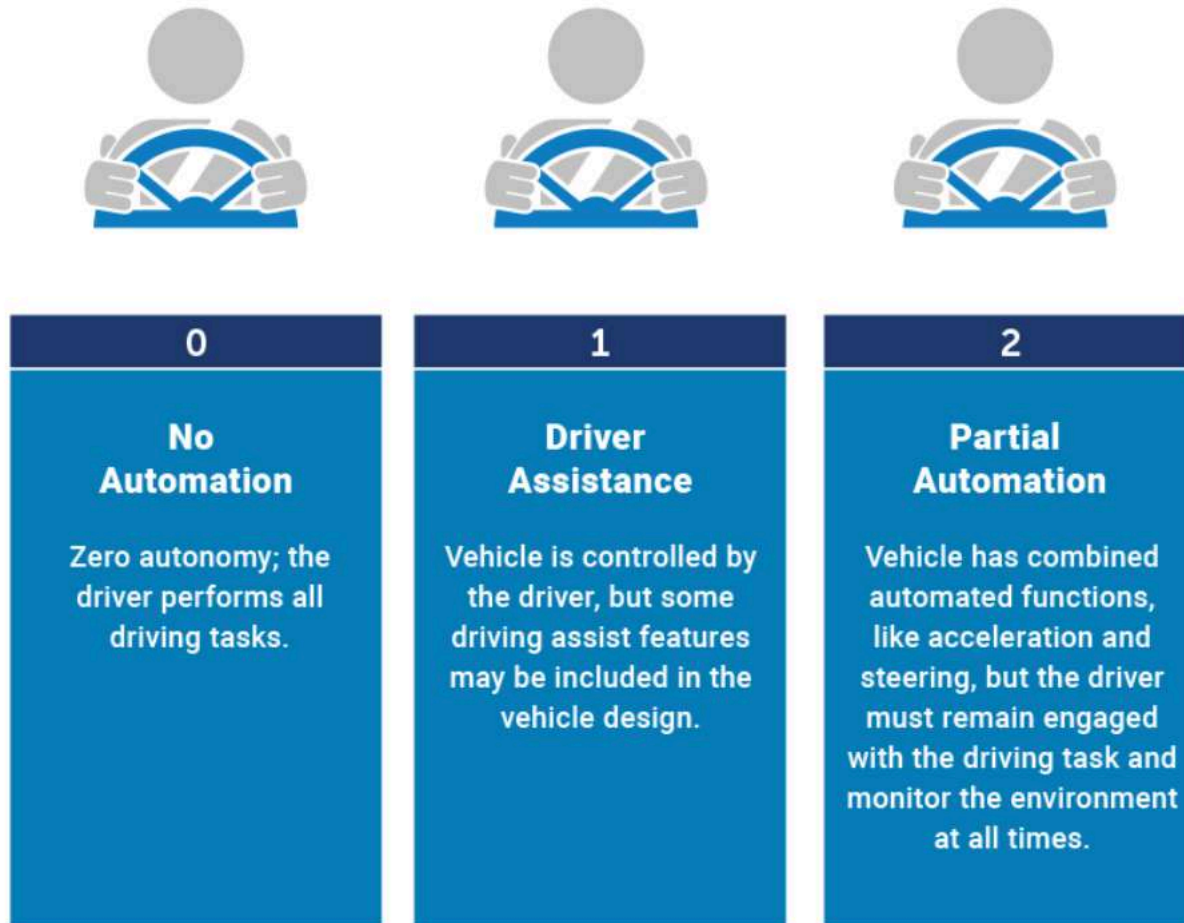 0
No
Automation
Zero autonomy; the
driver performs all
driving tasks.
1
Driver
Assistance
Vehicle is controlled by
the driver, but some
driving assist features
may be included in the
vehicle design.
2
Partial
Automation
Vehicle has combined
automated functions,
like acceleration and
steering, but the driver
must remain engaged
with the driving task and
monitor the environment
at all times.